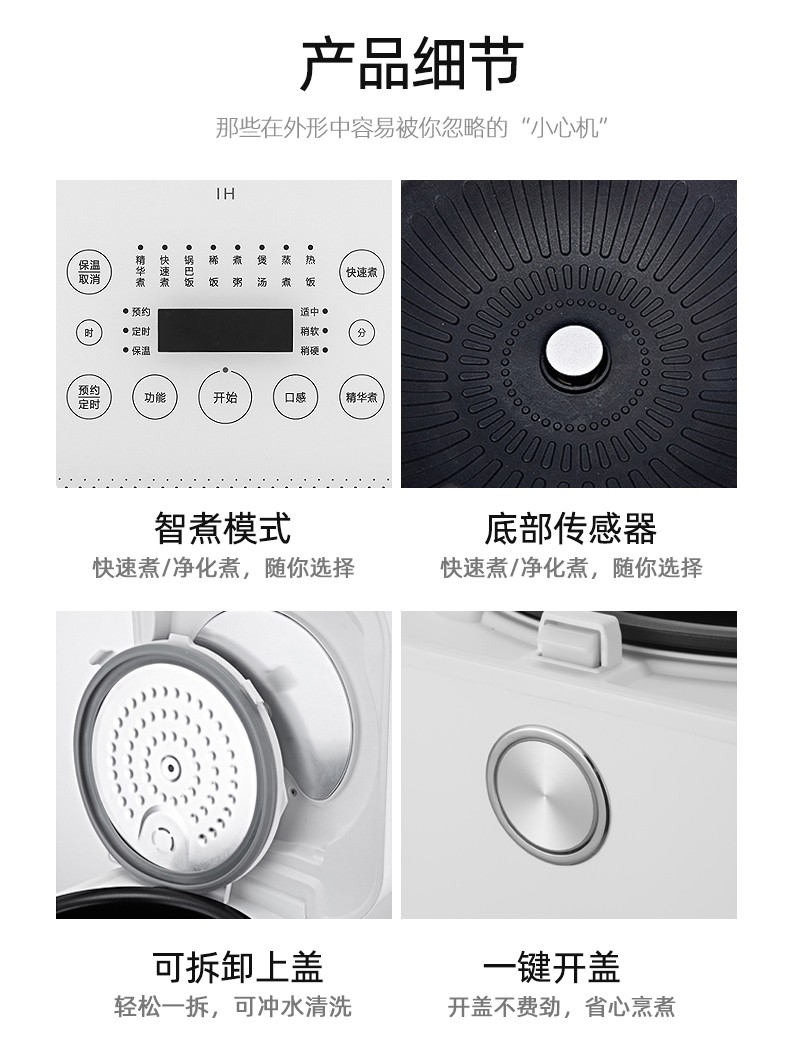 产品细节
那些在外形中容易被你忽略的“小心机”
IH
保温
取消
精华煮
快速煮
锅巴饭
稀饭
煮粥
煲汤
蒸煮
热饭
快速煮
预约
定时
保温
适中
稍软
稍硬
时
分
预约
定时
功能
开始
口感
精华煮
智煮模式
快速煮/净化煮，随你选择
底部传感器
快速煮/净化煮，随你选择
可拆卸上盖
轻松一拆，可冲水清洗
一键开盖
开盖不费劲，省心烹煮